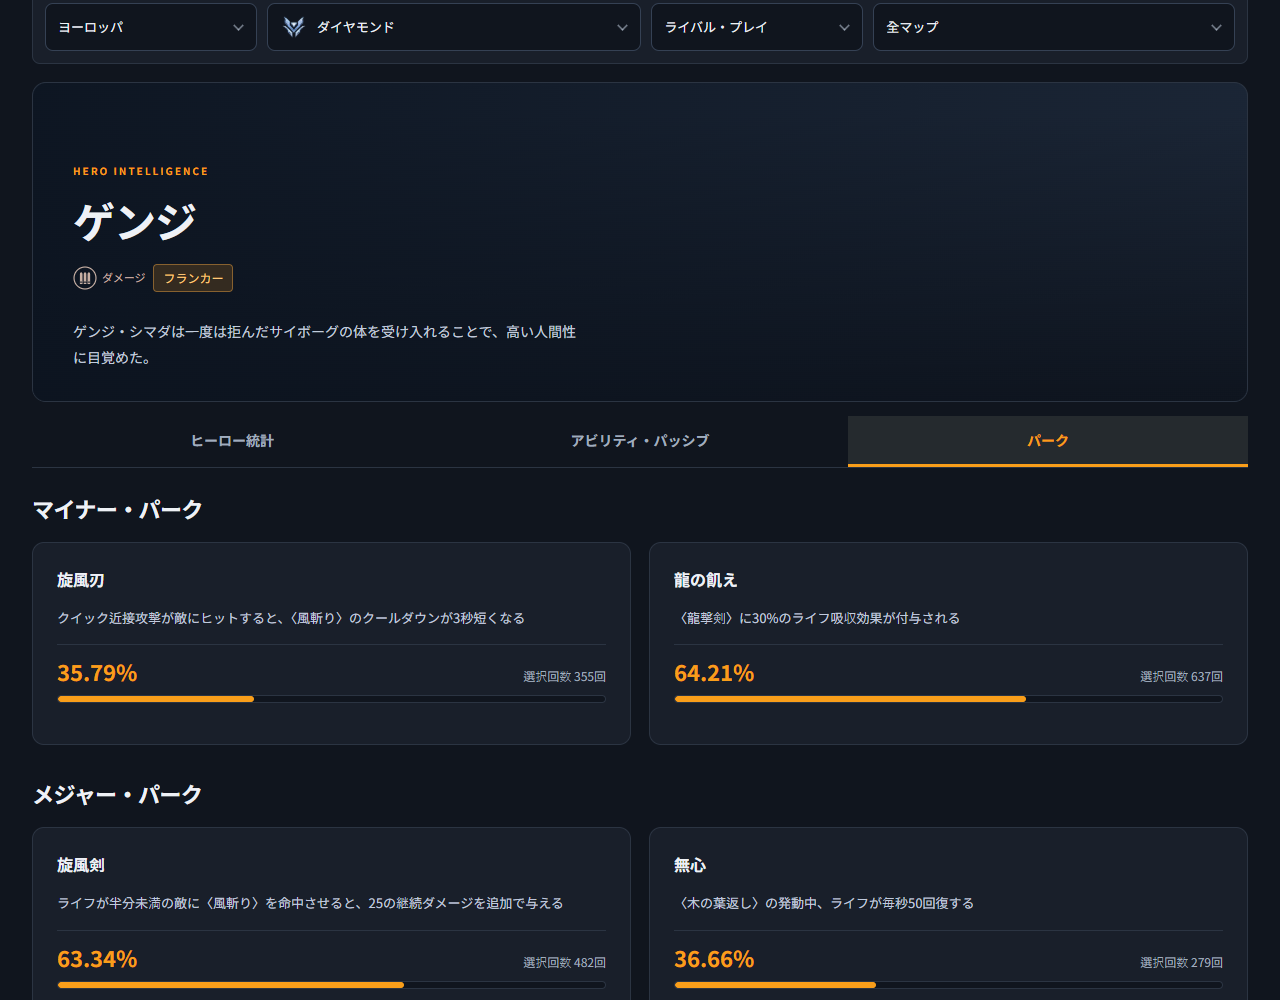 ヨーロッパ
ダイヤモンド
ライバル・プレイ
全マップ
HERO INTELLIGENCE
ゲンジ
ダメージ
フランカー
ゲンジ・シマダは一度は拒んだサイボーグの体を受け入れることで、高い人間性
に目覚めた。
ヒーロー統計
アビリティ・パッシブ
パーク
マイナー・パーク
旋風刃
クイック近接攻撃が敵にヒットすると、〈風斬り〉のクールダウンが3秒短くなる
35.79%
選択回数 355回
龍の飢え
〈龍撃剣〉に30%のライフ吸収効果が付与される
64.21%
選択回数 637回
メジャー・パーク
旋風剣
ライフが半分未満の敵に〈風斬り〉を命中させると、25の継続ダメージを追加で与える
63.34%
選択回数 482回
無心
〈木の葉返し〉の発動中、ライフが毎秒50回復する
36.66%
選択回数 279回